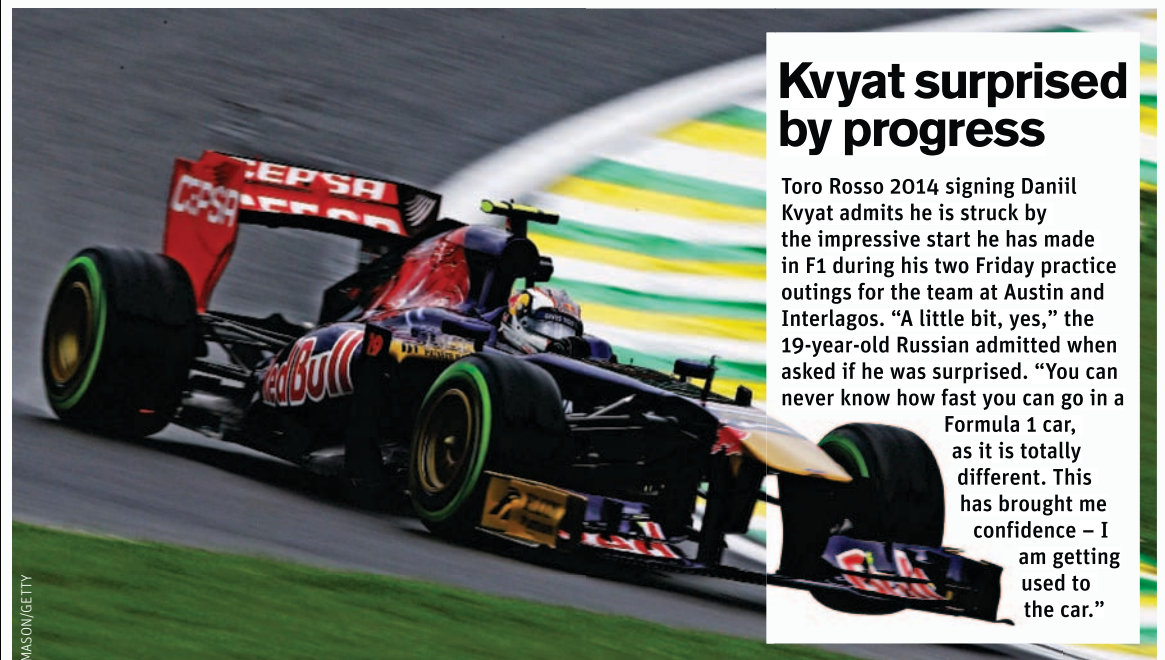 Kvyat surprised
by progress
Toro Rosso 2014 signing Daniil
Kvyat admits he is struck by
the impressive start he has made
in F1 during his two Friday practice
outings for the team at Austin and
Interlagos. “A little bit, yes,” the
19-year-old Russian admitted when
asked if he was surprised. “You can
never know how fast you can go in a
Formula 1 car,
as it is totally
different. This
has brought me
confidence – I
am getting
used to
the car.”
CEPSA
CEPSA
CEPSA
Red Bull
19
MASON/GETTY